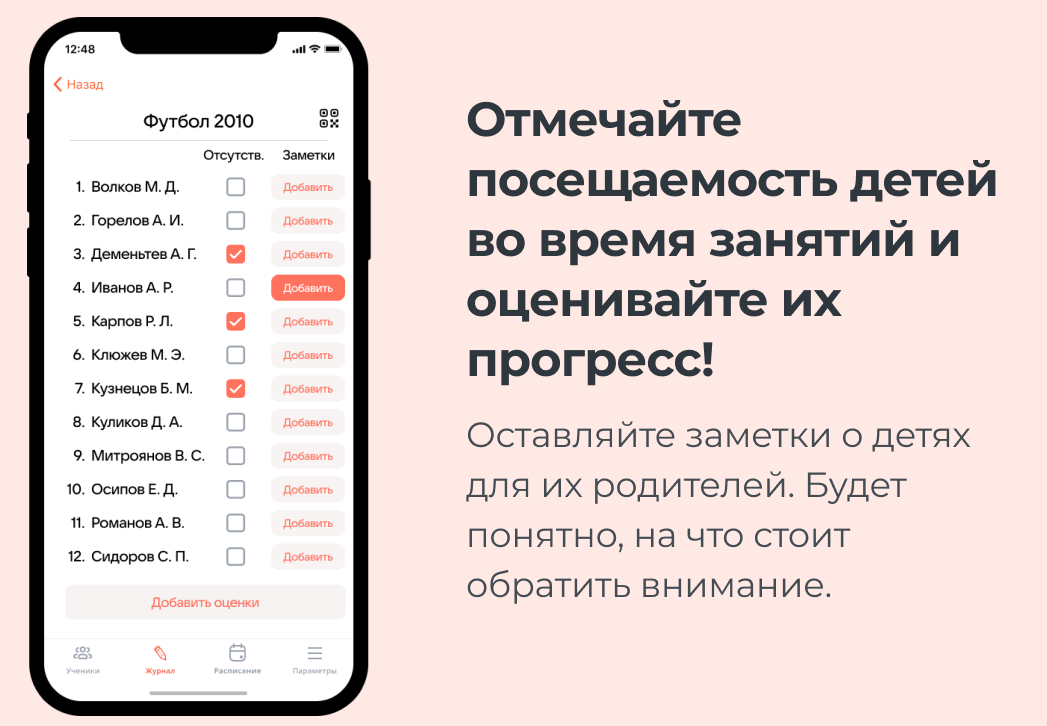 12:48
Назад
Футбол 2010
Отсутств. Заметки
1. Волков М. Д. Добавить
2. Горелов А. И. Добавить
3. Деменьтев А. Г. Добавить
4. Иванов А. Р. Добавить
5. Карпов Р. Л. Добавить
6. Клюжев М. Э. Добавить
7. Кузнецов Б. М. Добавить
8. Куликов Д. А. Добавить
9. Митроянов В. С. Добавить
10. Осипов Е. Д. Добавить
11. Романов А. В. Добавить
12. Сидоров С. П. Добавить
Добавить оценки
Ученики Журнал Расписание Параметры
Отмечайте
посещаемость детей
во время занятий и
оценивайте их
прогресс!
Оставляйте заметки о детях
для их родителей. Будет
понятно, на что стоит
обратить внимание.